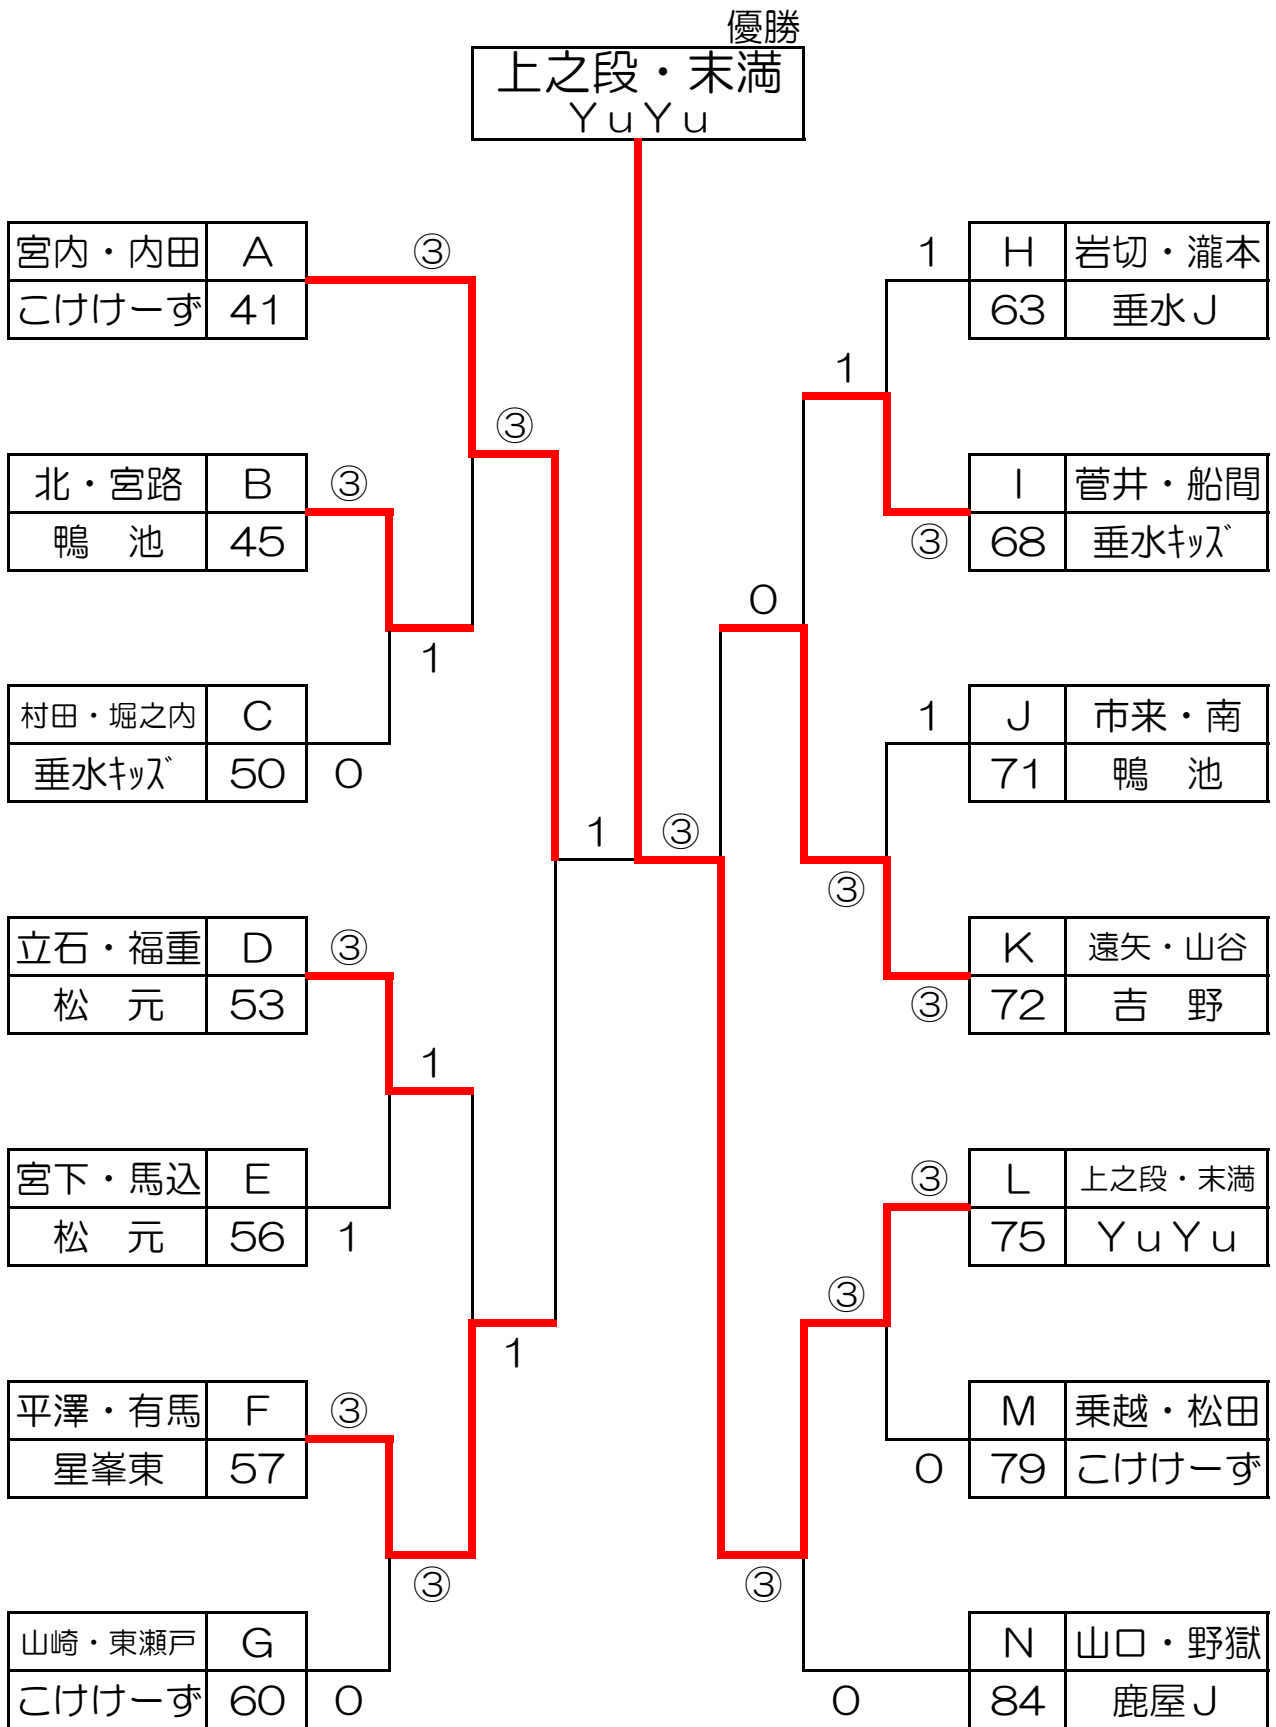 優勝
上之段・末満
ＹｕＹｕ
宮内・内田 A
こけけーず 41
③
北・宮路 B
鴨　池 45
③
③
1
村田・堀之内 C
垂水ｷｯｽﾞ 50
0
1
立石・福重 D
松　元 53
③
1
宮下・馬込 E
松　元 56
1
1
平澤・有馬 F
星峯東 57
③
③
山崎・東瀬戸 G
こけけーず 60
0
1
H 岩切・瀧本
63 垂水Ｊ
1
I 菅井・船間
68 垂水ｷｯｽﾞ
③
0
1
J 市来・南
71 鴨　池
③
③
K 遠矢・山谷
72 吉　野
③
③
L 上之段・末満
75 ＹｕＹｕ
③
M 乗越・松田
79 こけけーず
0
③
N 山口・野獄
84 鹿屋Ｊ
0